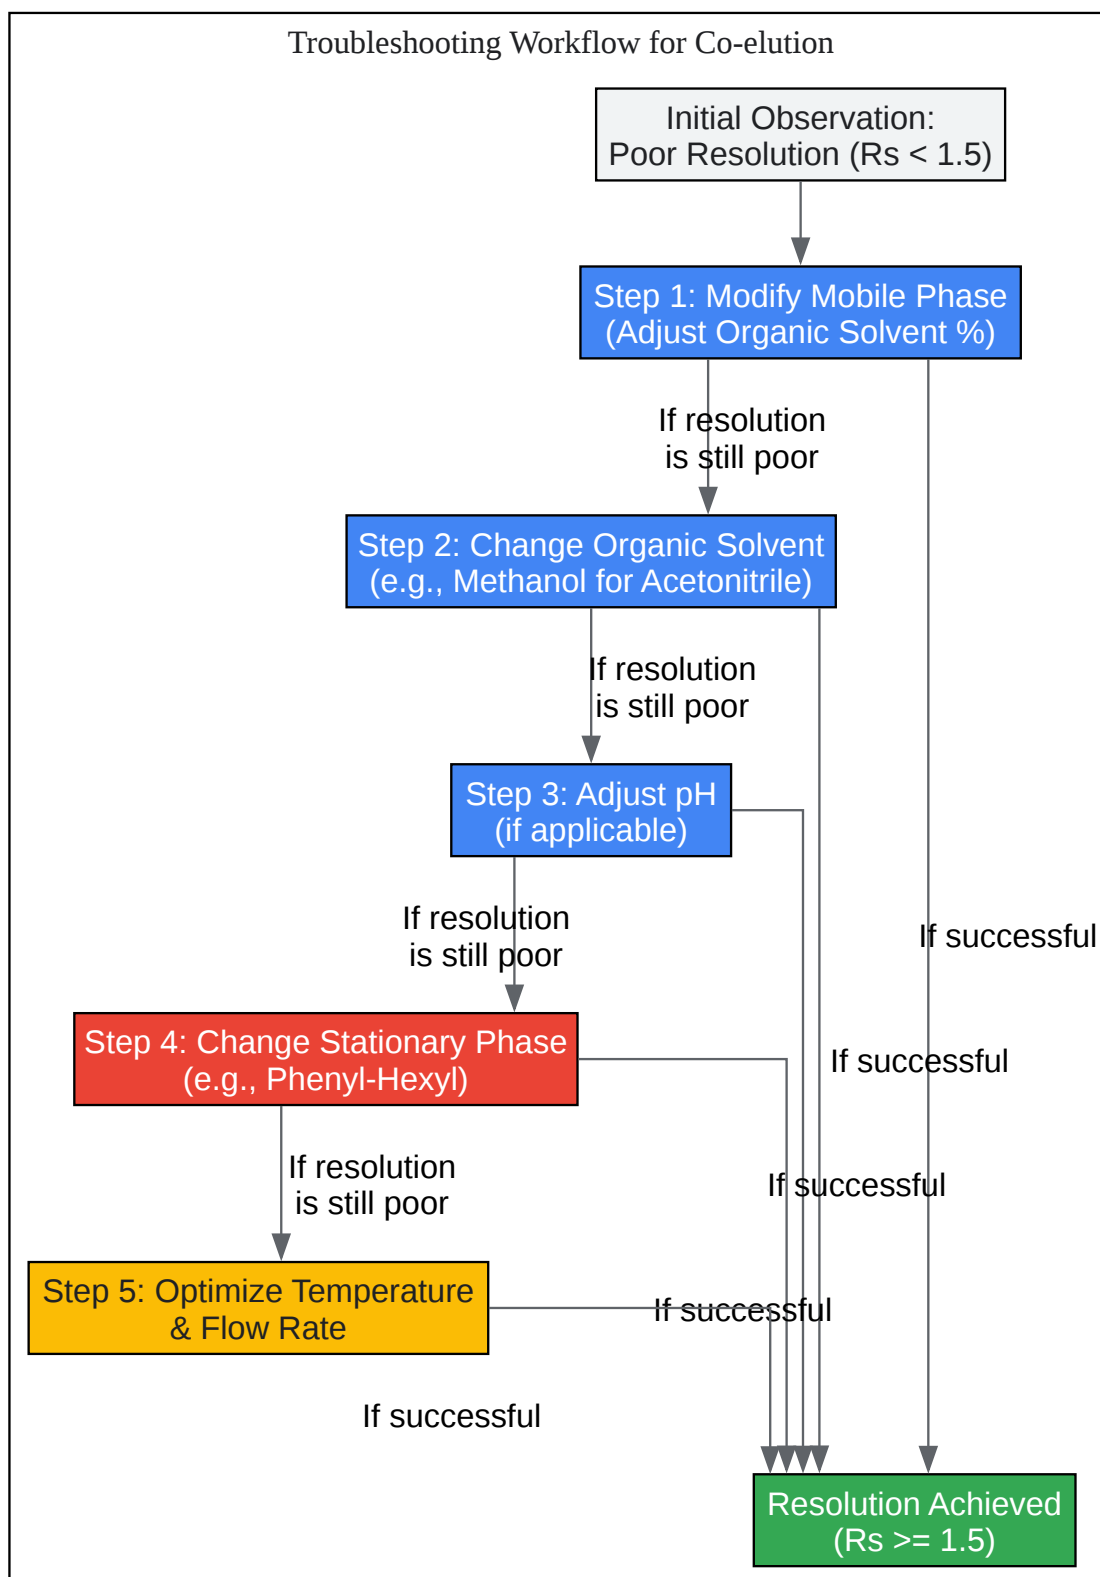 Troubleshooting Workflow for Co-elution
Initial Observation:
Poor Resolution (Rs < 1.5)
Step 1: Modify Mobile Phase
(Adjust Organic Solvent %)
If resolution
is still poor
Step 2: Change Organic Solvent
(e.g., Methanol for Acetonitrile)
If resolution
is still poor
Step 3: Adjust pH
(if applicable)
If resolution
is still poor
If successful
Step 4: Change Stationary Phase
(e.g., Phenyl-Hexyl)
If successful
If resolution
is still poor
If successful
Step 5: Optimize Temperature
& Flow Rate
If successful
If successful
Resolution Achieved
(Rs >= 1.5)